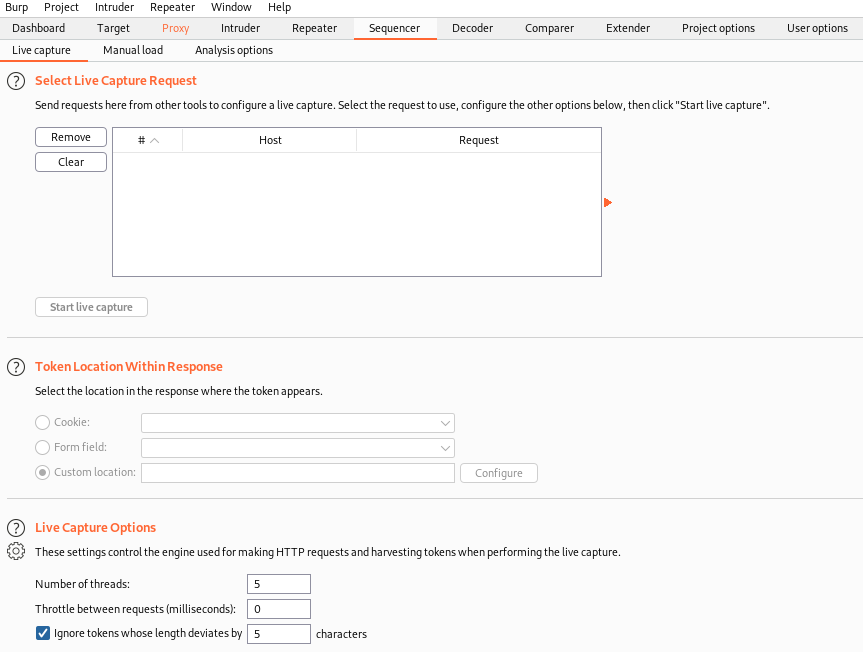 Burp Project Intruder Repeater Window Help
Dashboard Target Proxy Intruder Repeater Sequencer Decoder Comparer Extender Project options User options
Live capture Manual load Analysis options
? Select Live Capture Request
Send requests here from other tools to configure a live capture. Select the request to use, configure the other options below, then click "Start live capture".
Remove # Host Request
Clear
Start live capture
? Token Location Within Response
Select the location in the response where the token appears.
Cookie:
Form field:
Custom location: Configure
? Live Capture Options
These settings control the engine used for making HTTP requests and harvesting tokens when performing the live capture.
Number of threads: 5
Throttle between requests (milliseconds): 0
Ignore tokens whose length deviates by 5 characters